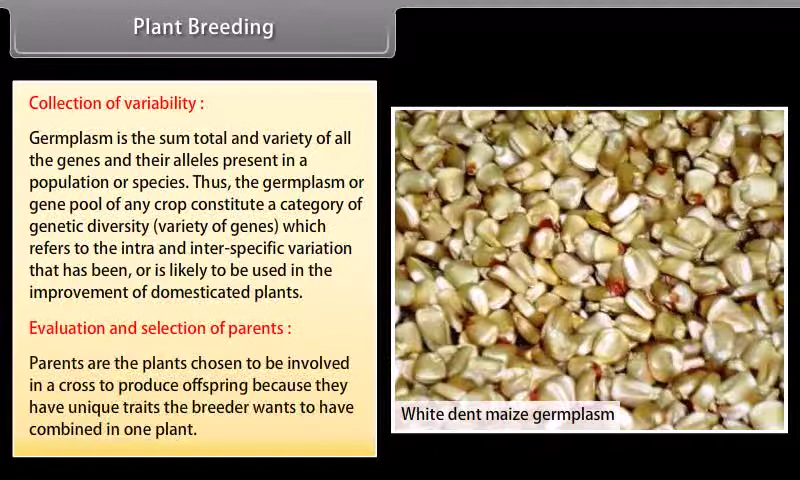 Plant Breeding
Collection of variability :
Germplasm is the sum total and variety of all
the genes and their alleles present in a
population or species. Thus, the germplasm or
gene pool of any crop constitute a category of
genetic diversity (variety of genes) which
refers to the intra and inter-specific variation
that has been, or is likely to be used in the
improvement of domesticated plants.
Evaluation and selection of parents :
Parents are the plants chosen to be involved
in a cross to produce offspring because they
have unique traits the breeder wants to have
combined in one plant.
White dent maize germplasm